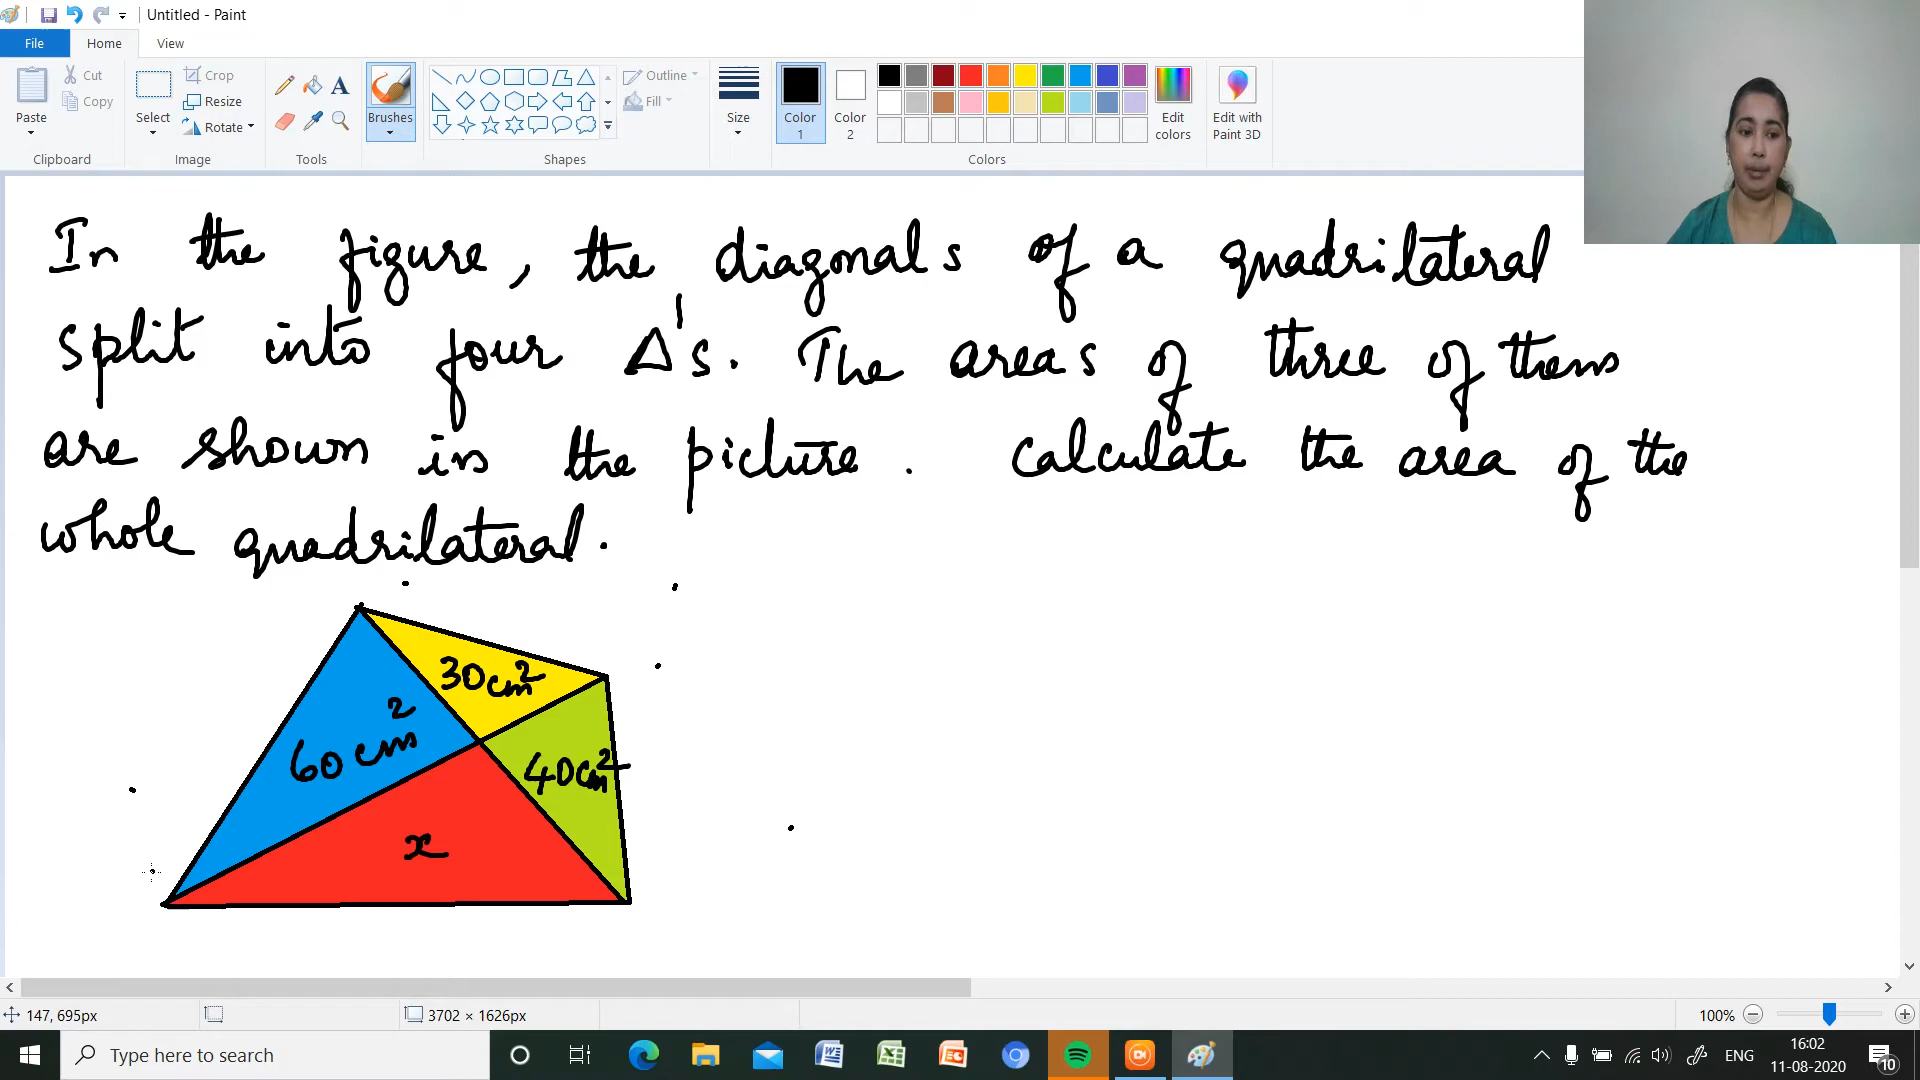 Untitled - Paint
File Home View
Cut
Crop
Outline
Copy
Resize
Fill
Paste
Select
Rotate
Brushes
Size
Color 1
Color 2
Edit colors
Edit with Paint 3D
Clipboard Image Tools Shapes Colors
In the figure, the diagonals of a quadrilateral
split into four Δ's. The areas of three of them
are shown in the picture. Calculate the area of the
whole quadrilateral.
30cm²
60cm²
40cm²
x
147, 695px 3702 × 1626px 100%
Type here to search
ENG
16:02
11-08-2020
10